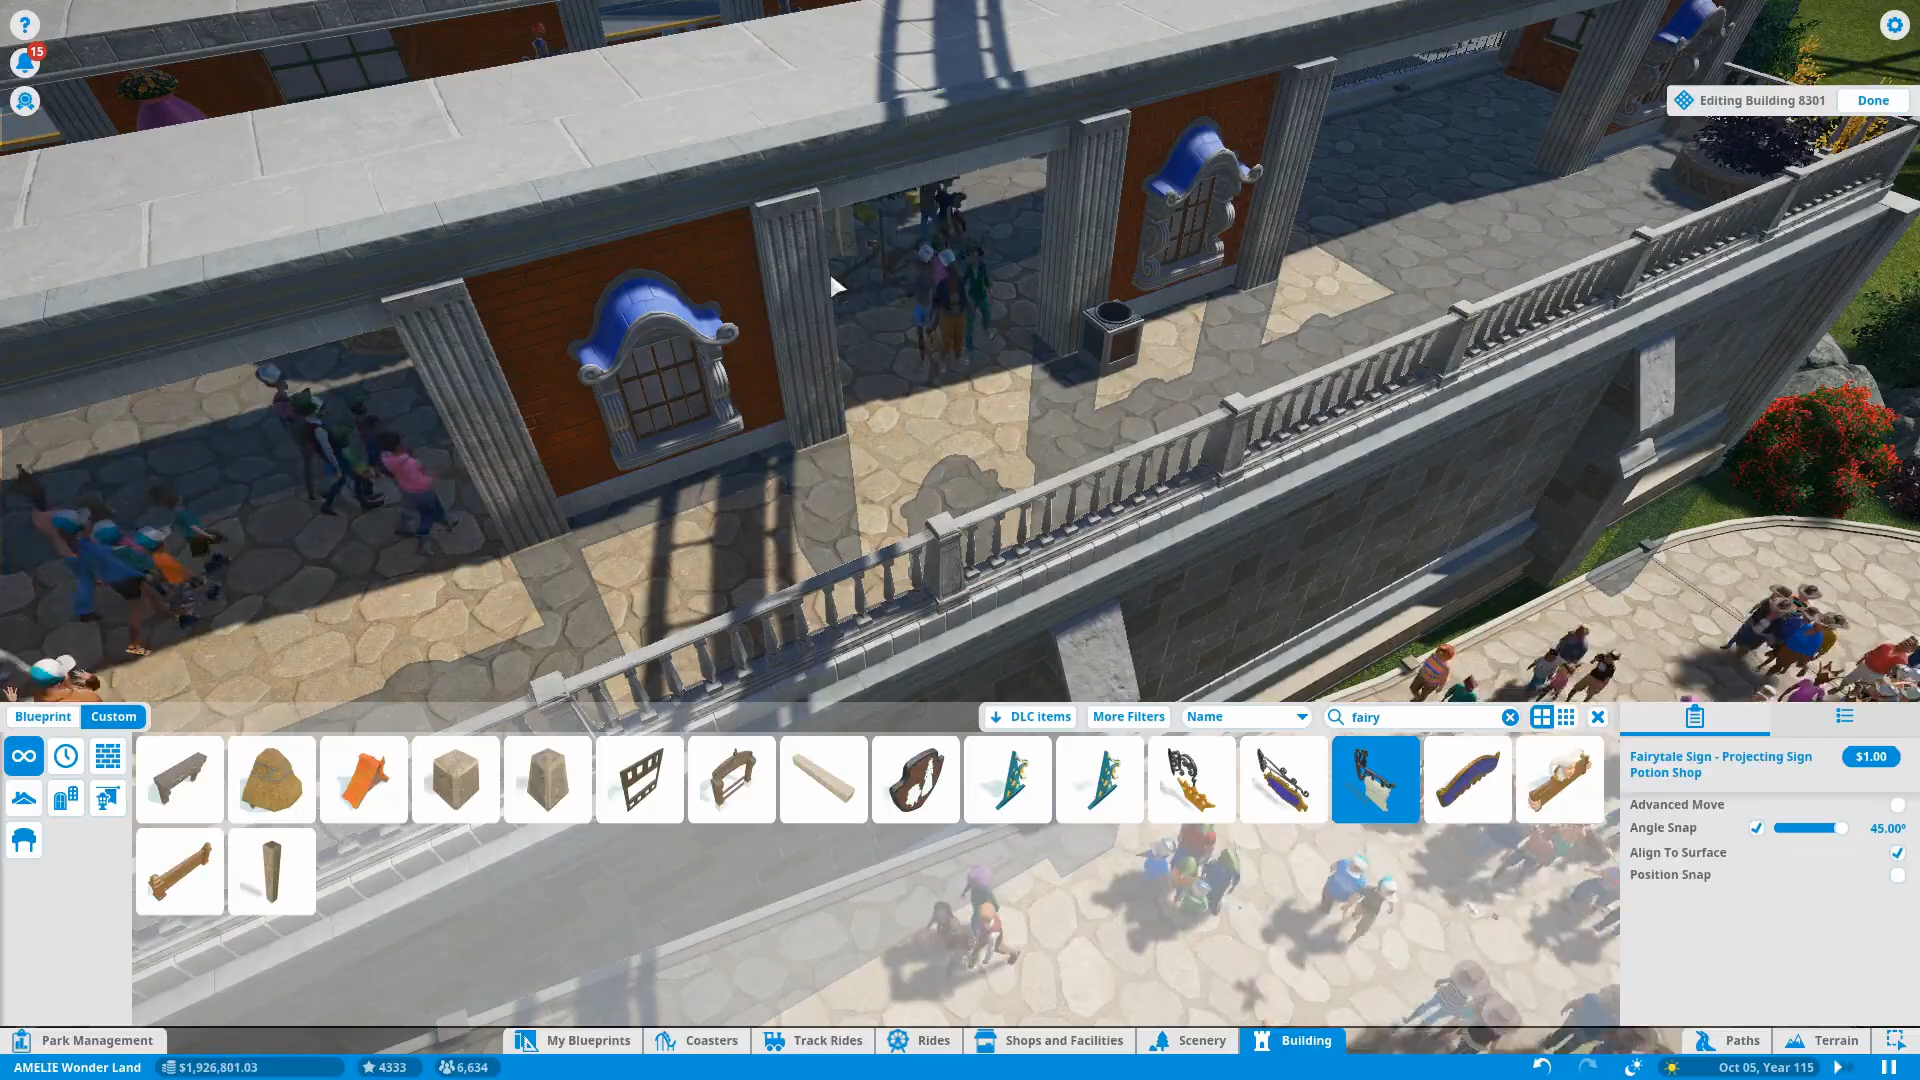 ?
15
Editing Building 8301
Done
Blueprint
Custom
DLC items
More Filters
Name
fairy
Fairytale Sign - Projecting Sign
Potion Shop
$1.00
Advanced Move
Angle Snap
45.00°
Align To Surface
Position Snap
Park Management
My Blueprints
Coasters
Track Rides
Rides
Shops and Facilities
Scenery
Building
Paths
Terrain
AMELIE Wonder Land
$1,926,801.03
4333
6,634
Oct 05, Year 115